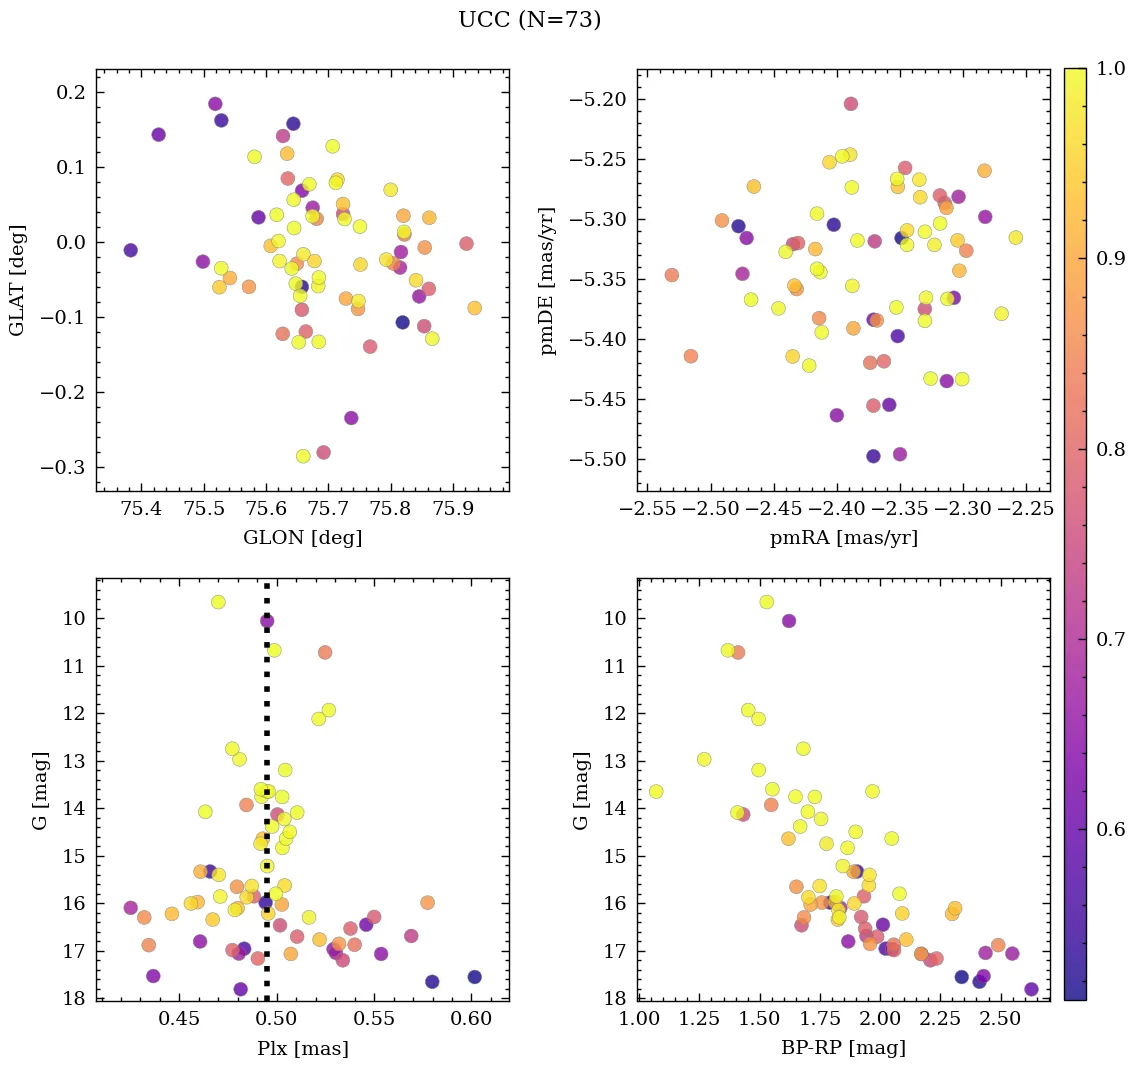 UCC (N=73)
0.2
0.1
0.0
−0.1
−0.2
−0.3
GLAT [deg]
75.4 75.5 75.6 75.7 75.8 75.9
GLON [deg]
−5.20
−5.25
−5.30
−5.35
−5.40
−5.45
−5.50
pmDE [mas/yr]
−2.55 −2.50 −2.45 −2.40 −2.35 −2.30 −2.25
pmRA [mas/yr]
1.0
0.9
0.8
0.7
0.6
10
11
12
13
14
15
16
17
18
G [mag]
0.45 0.50 0.55 0.60
Plx [mas]
10
11
12
13
14
15
16
17
18
G [mag]
1.00 1.25 1.50 1.75 2.00 2.25 2.50
BP-RP [mag]